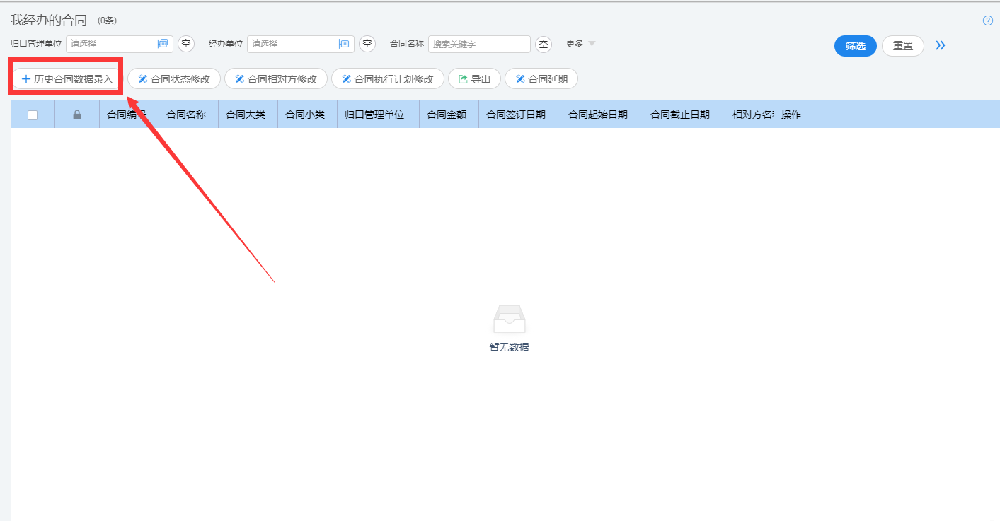 我经办的合同 (0条)
归口管理单位 请选择 空 经办单位 请选择 空 合同名称 搜索关键字 空 更多 筛选 重置
历史合同数据录入 合同状态修改 合同相对方修改 合同执行计划修改 导出 合同延期
合同编号 合同名称 合同大类 合同小类 归口管理单位 合同金额 合同签订日期 合同起始日期 合同截止日期 相对方名 操作
暂无数据